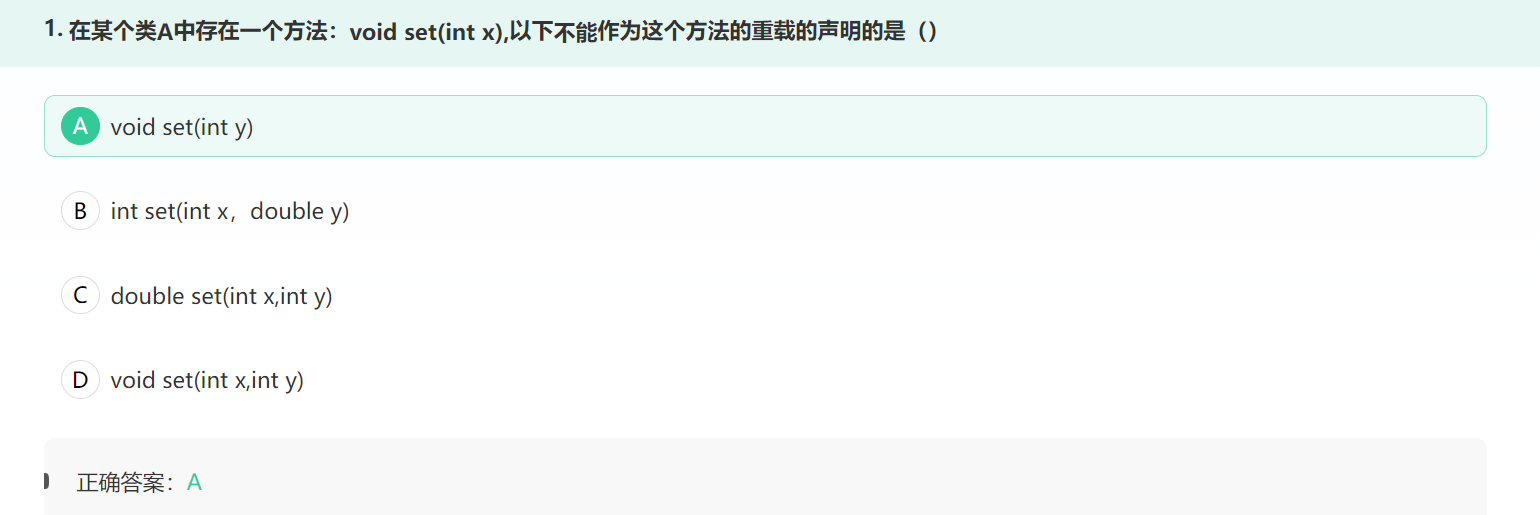 1. 在某个类A中存在一个方法：void set(int x),以下不能作为这个方法的重载的声明的是（）
A void set(int y)
B int set(int x，double y)
C double set(int x,int y)
D void set(int x,int y)
正确答案：A